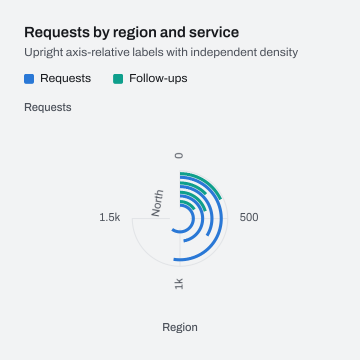 Requests by region and service
Upright axis-relative labels with independent density
Requests
Follow-ups
Requests
0
North
1.5k
500
1k
Region